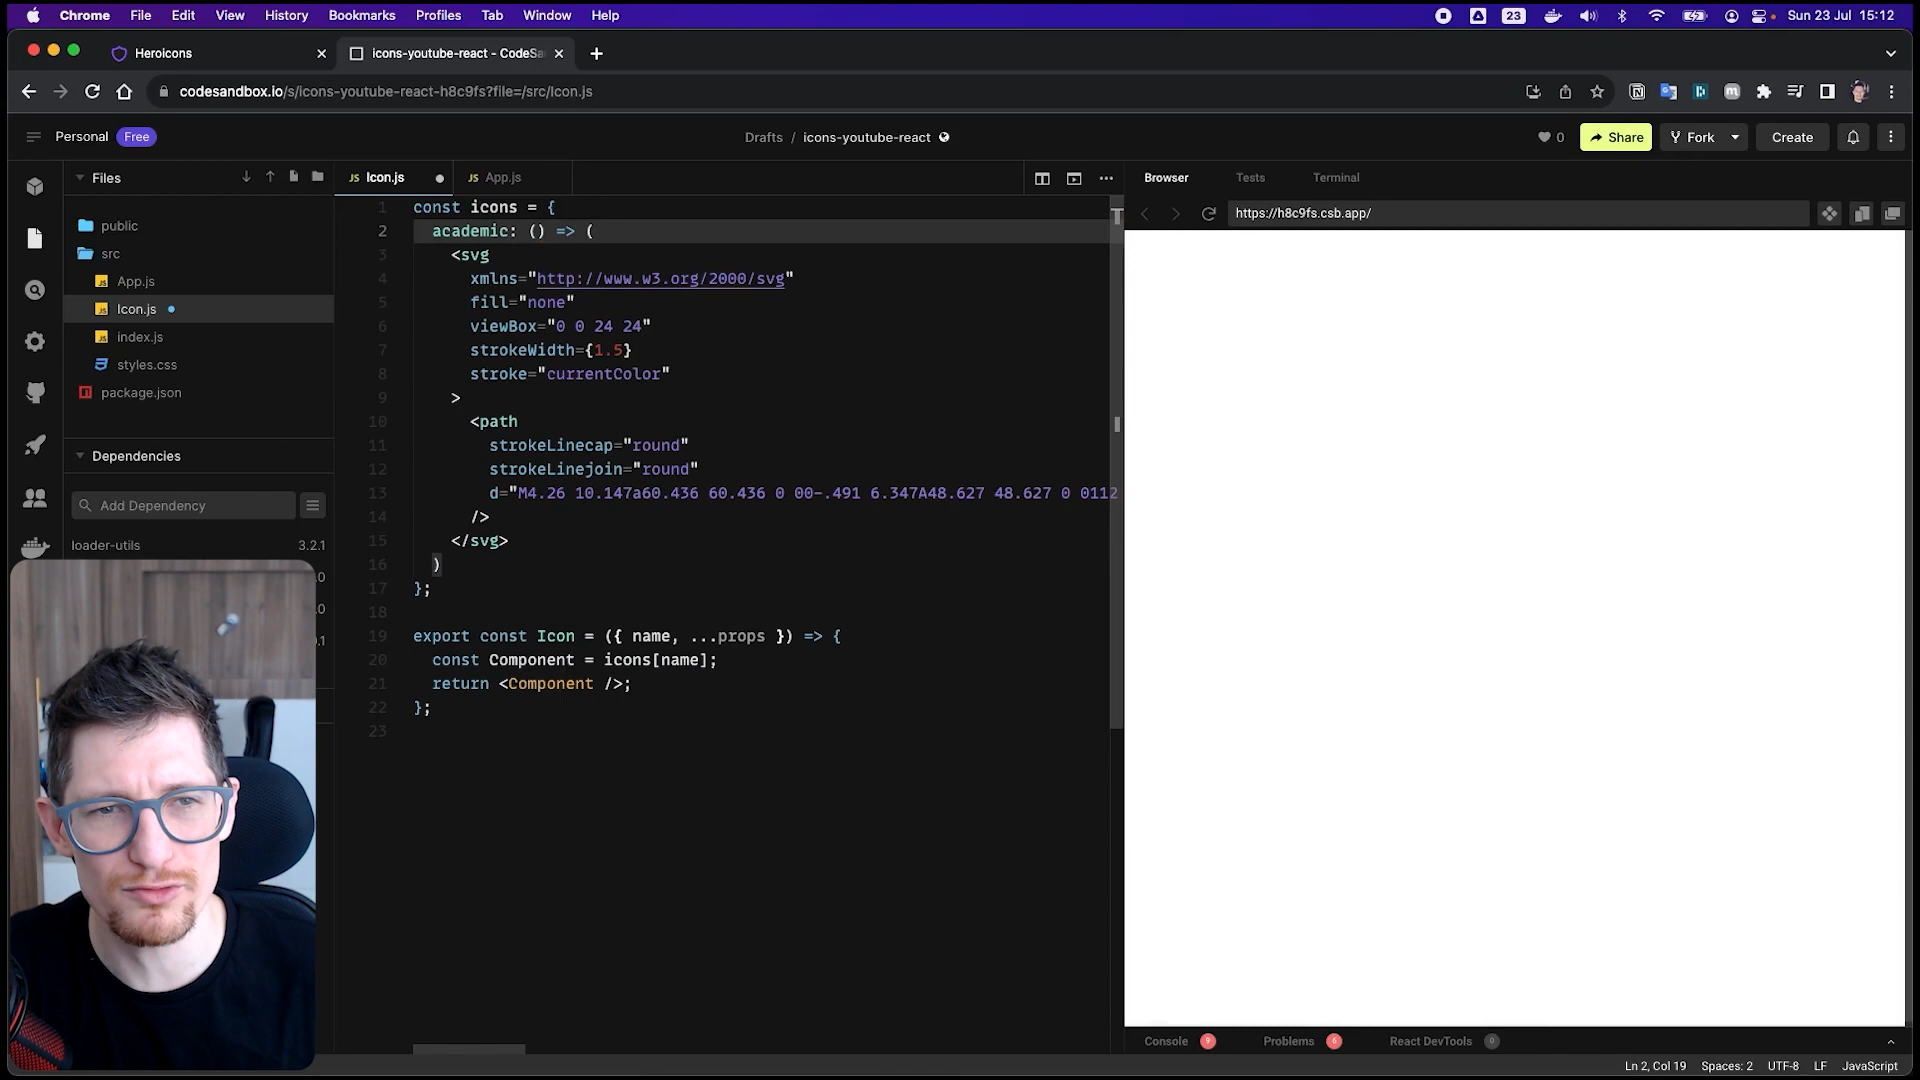 Chrome File Edit View History Bookmarks Profiles Tab Window Help 23 Sun 23 Jul 15:12
Heroicons icons-youtube-react - CodeSa
codesandbox.io/s/icons-youtube-react-h8c9fs?file=/src/Icon.js
Personal Free Drafts / icons-youtube-react 0 Share Fork Create
Files Icon.js App.js Browser Tests Terminal
https://h8c9fs.csb.app/
public
src
App.js
Icon.js
index.js
styles.css
package.json
Dependencies
Add Dependency
loader-utils 3.2.1
.0
.0
.1
1 const icons = {
2 academic: () => (
3 <svg
4 xmlns="http://www.w3.org/2000/svg"
5 fill="none"
6 viewBox="0 0 24 24"
7 strokeWidth={1.5}
8 stroke="currentColor"
9 >
10 <path
11 strokeLinecap="round"
12 strokeLinejoin="round"
13 d="M4.26 10.147a60.436 60.436 0 00-.491 6.347A48.627 48.627 0 0112
14 />
15 </svg>
16 )
17 };
18
19 export const Icon = ({ name, ...props }) => {
20 const Component = icons[name];
21 return <Component />;
22 };
23
Console 9 Problems 6 React DevTools 0
Ln 2, Col 19 Spaces: 2 UTF-8 LF JavaScript